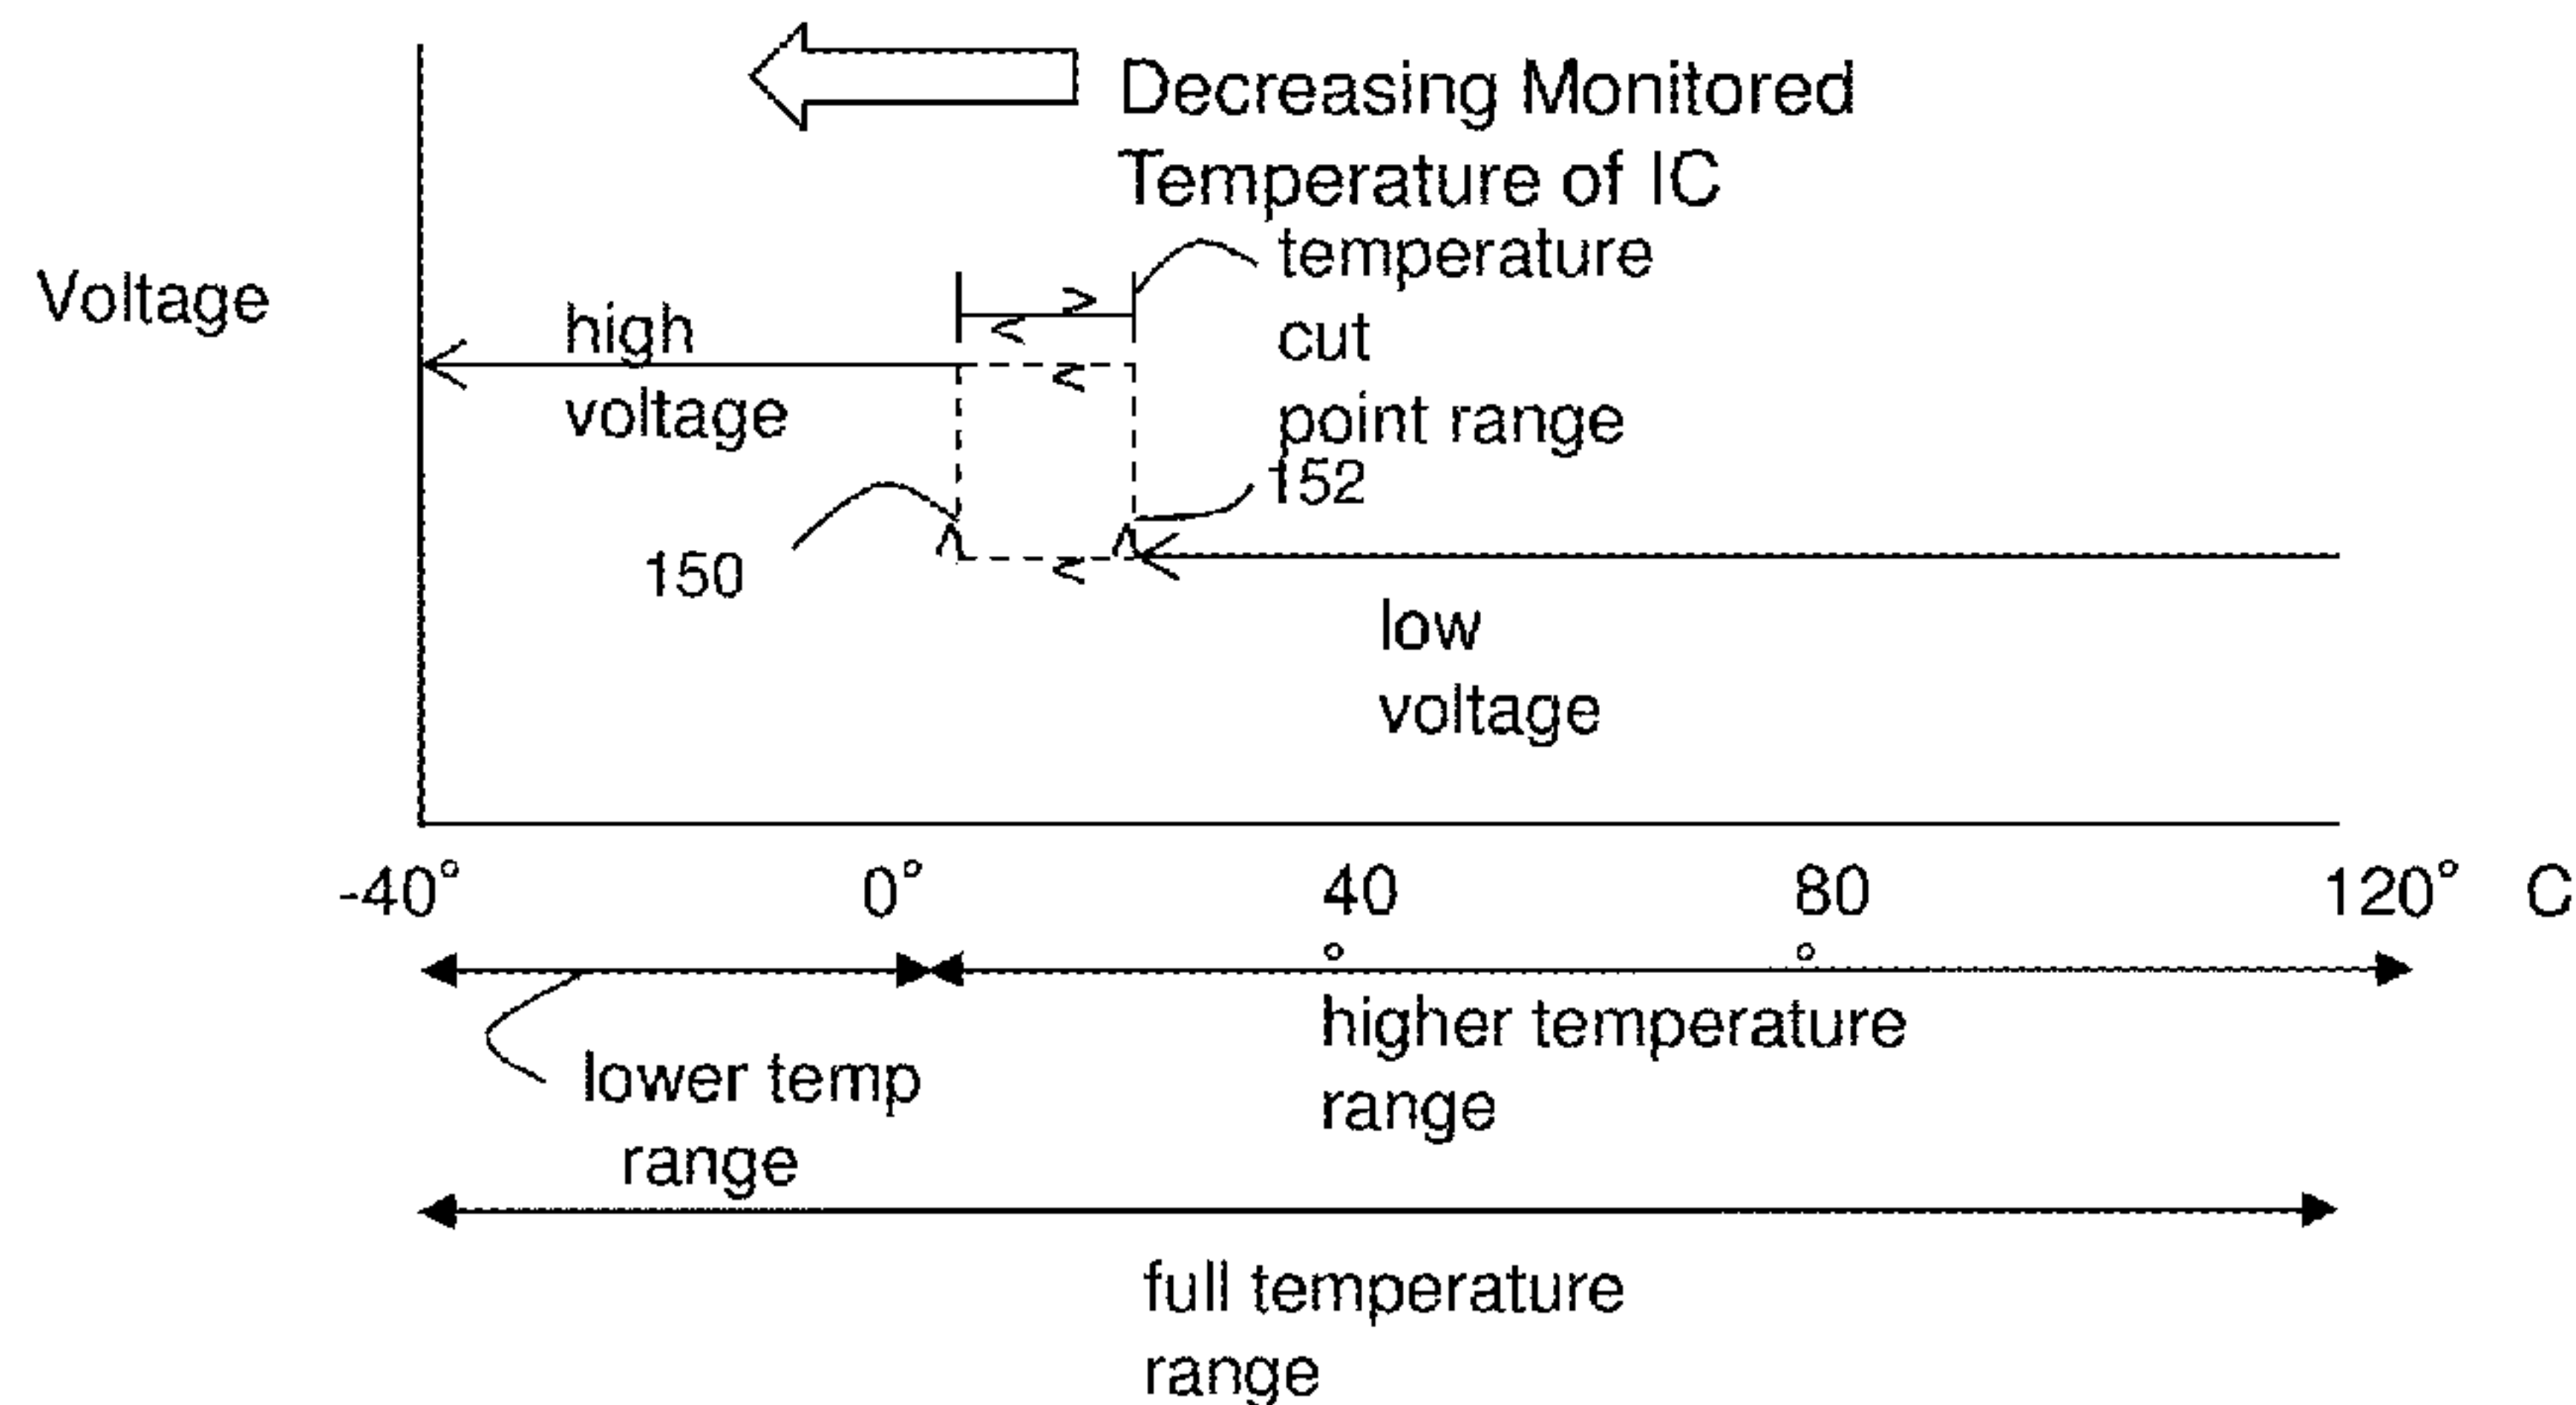 Decreasing Monitored
Temperature of IC
Voltage
high
voltage
temperature
cut
point range
150
152
low
voltage
-40° 0° 40° 80° 120° C
lower temp
range
higher temperature
range
full temperature
range